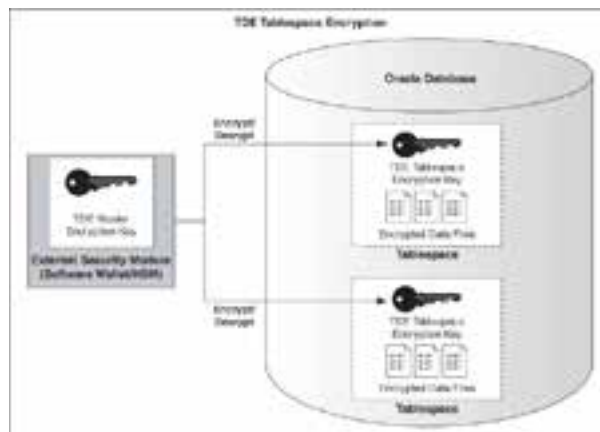 TDE Tablespace Encryption
Oracle Database
Encrypt
Decrypt
TDE Tablespace
Encryption Key
Encrypted Data Files
Tablespace
TDE Master
Encryption Key
External Security Module
(Software Wallet/HSM)
Encrypt
Decrypt
TDE Tablespace
Encryption Key
Encrypted Data Files
Tablespace